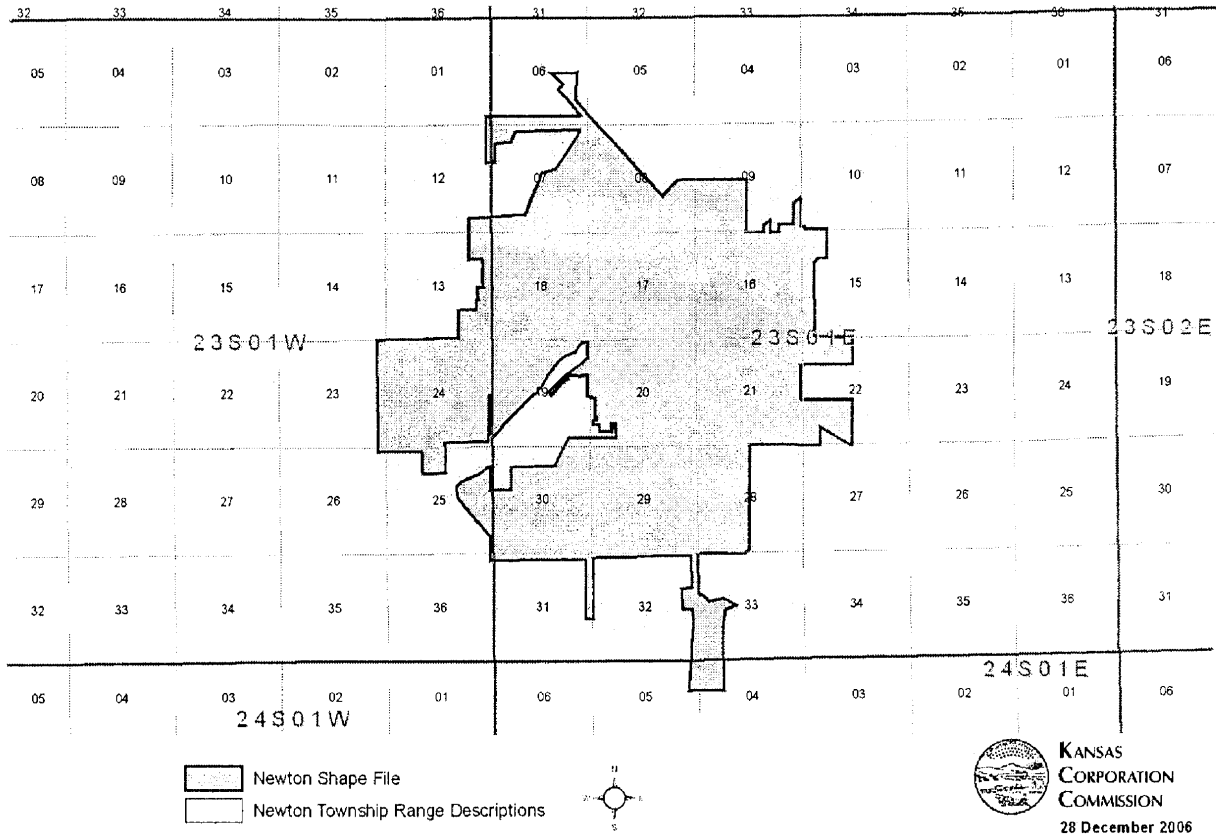 32 33 34 35 36 31 32 33 34 35 36 31
05 04 03 02 01 06 05 04 03 02 01 06
08 09 10 11 12 07 08 09 10 11 12 07
17 16 15 14 13 18 17 16 15 14 13 18
23S01W 23S01E 23S02E
20 21 22 23 24 19 20 21 22 23 24 19
29 28 27 26 25 30 29 28 27 26 25 30
32 33 34 35 36 31 32 33 34 35 36 31
24S01E
05 04 03 02 01 06 05 04 03 02 01 06
24S01W
Newton Shape File
Newton Township Range Descriptions
N
W E
S
KANSAS
CORPORATION
COMMISSION
28 December 2006